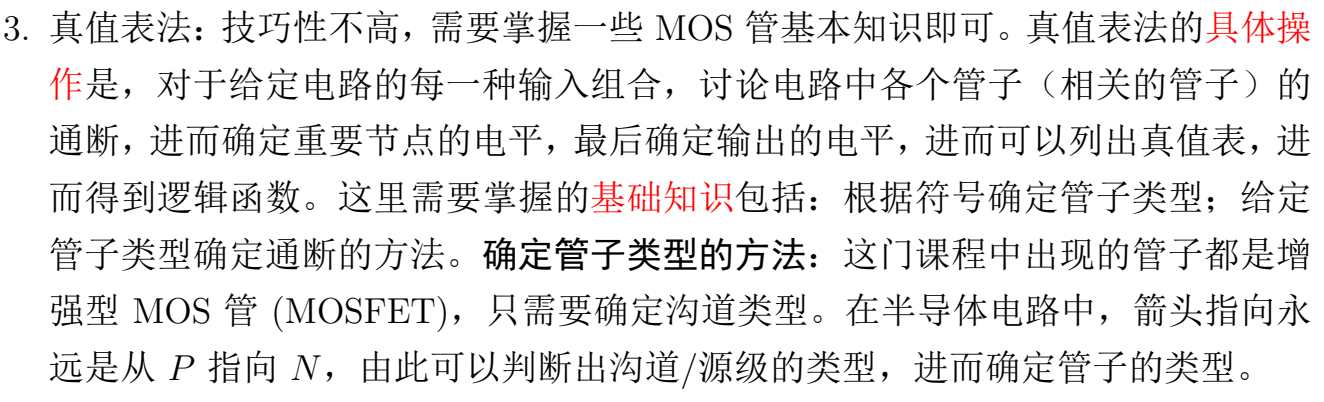 3. 真值表法：技巧性不高，需要掌握一些 MOS 管基本知识即可。真值表法的具体操
作是，对于给定电路的每一种输入组合，讨论电路中各个管子（相关的管子）的
通断，进而确定重要节点的电平，最后确定输出的电平，进而可以列出真值表，进
而得到逻辑函数。这里需要掌握的基础知识包括：根据符号确定管子类型；给定
管子类型确定通断的方法。确定管子类型的方法：这门课程中出现的管子都是增
强型 MOS 管 (MOSFET)，只需要确定沟道类型。在半导体电路中，箭头指向永
远是从 P 指向 N，由此可以判断出沟道/源级的类型，进而确定管子的类型。